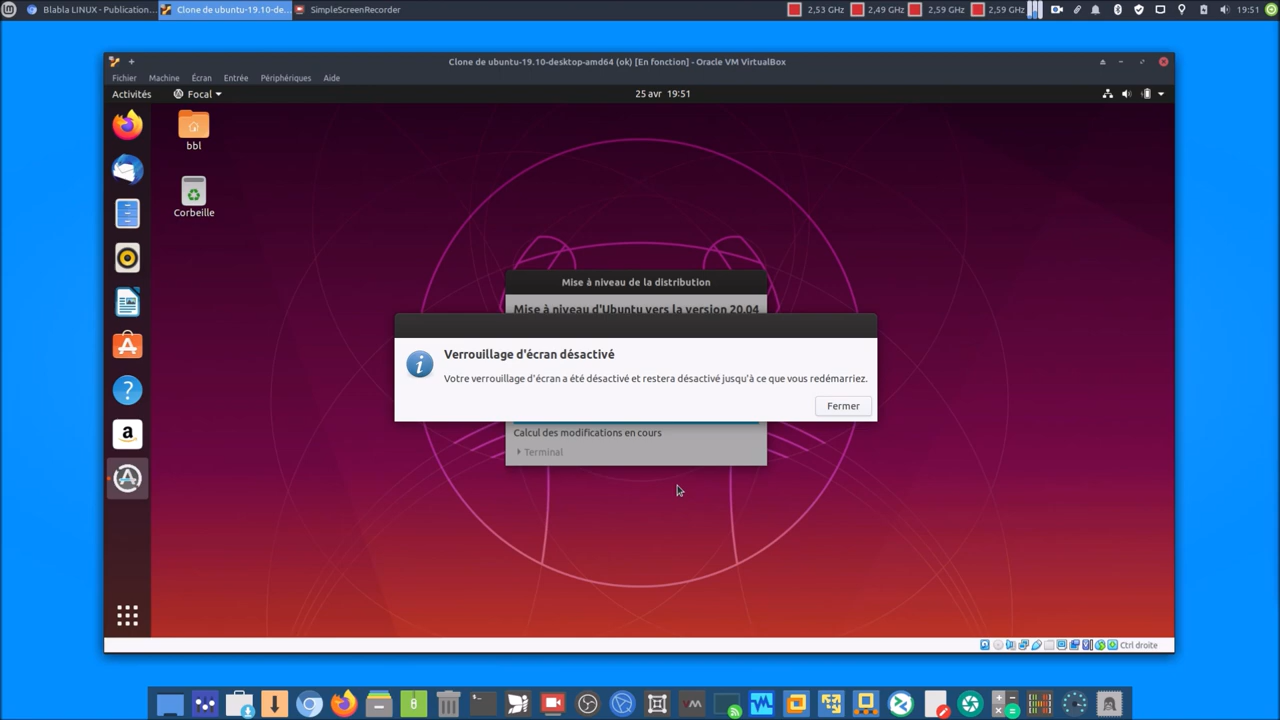 Blabla LINUX - Publication...
Clone de ubuntu-19.10-de...
SimpleScreenRecorder
2,53 GHz
2,49 GHz
2,59 GHz
2,59 GHz
19:51
Clone de ubuntu-19.10-desktop-amd64 (ok) [En fonction] - Oracle VM VirtualBox
Fichier
Machine
Écran
Entrée
Périphériques
Aide
Activités
Focal
25 avr 19:51
bbl
Corbeille
Mise à niveau de la distribution
Mise à niveau d'Ubuntu vers la version 20.04
Verrouillage d'écran désactivé
Votre verrouillage d'écran a été désactivé et restera désactivé jusqu'à ce que vous redémarriez.
Fermer
Calcul des modifications en cours
Terminal
Ctrl droite